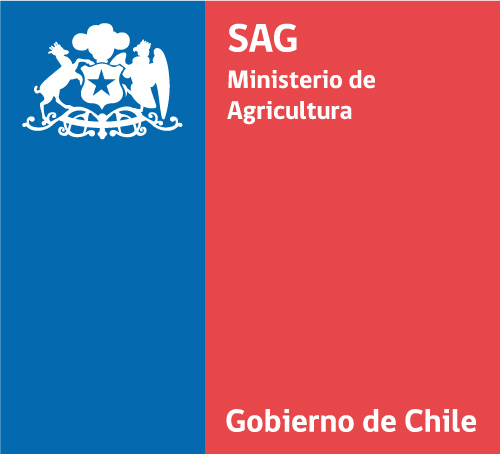 SAG
Ministerio de
Agricultura
Gobierno de Chile